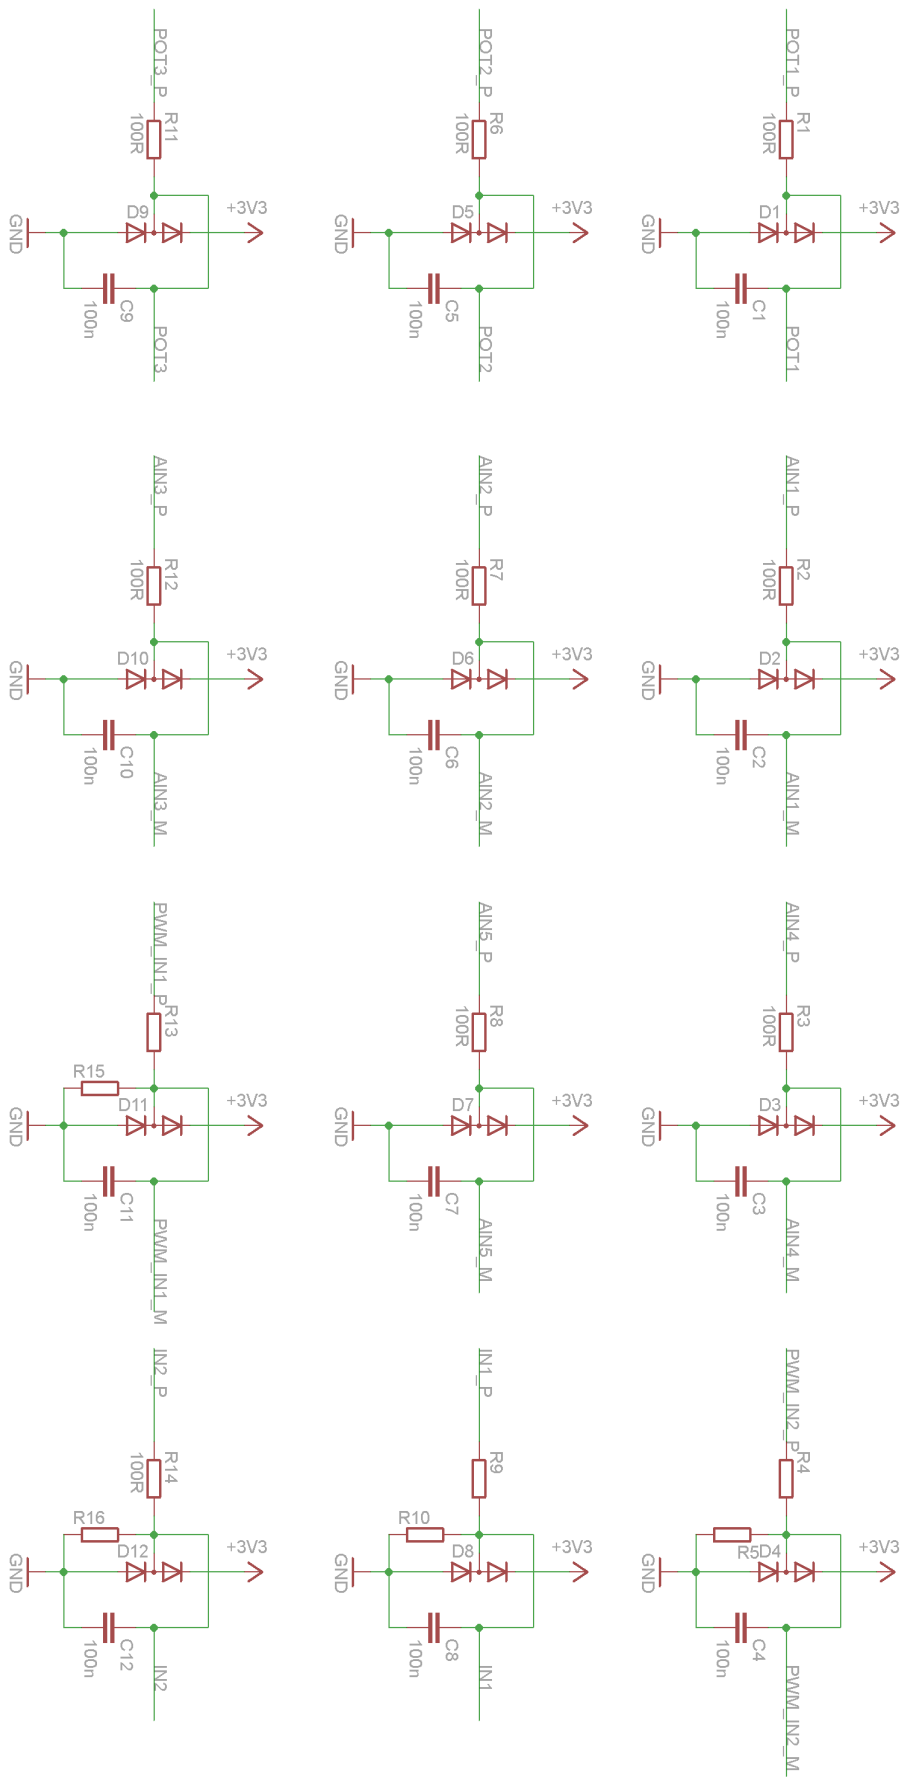 POT3_P
R11
100R
D9
+3V3
GND
C9
100n
POT3
POT2_P
R6
100R
D5
+3V3
GND
C5
100n
POT2
POT1_P
R1
100R
D1
+3V3
GND
C1
100n
POT1
AIN3_P
R12
100R
D10
+3V3
GND
C10
100n
AIN3_M
AIN2_P
R7
100R
D6
+3V3
GND
C6
100n
AIN2_M
AIN1_P
R2
100R
D2
+3V3
GND
C2
100n
AIN1_M
PWM_IN1_P
R13
R15
D11
+3V3
GND
C11
100n
PWM_IN1_M
AIN5_P
R8
100R
D7
+3V3
GND
C7
100n
AIN5_M
AIN4_P
R3
100R
D3
+3V3
GND
C3
100n
AIN4_M
IN2_P
R14
100R
R16
D12
+3V3
GND
C12
100n
IN2
IN1_P
R9
R10
D8
+3V3
GND
C8
100n
IN1
PWM_IN2_P
R4
R5
D4
+3V3
GND
C4
100n
PWM_IN2_M